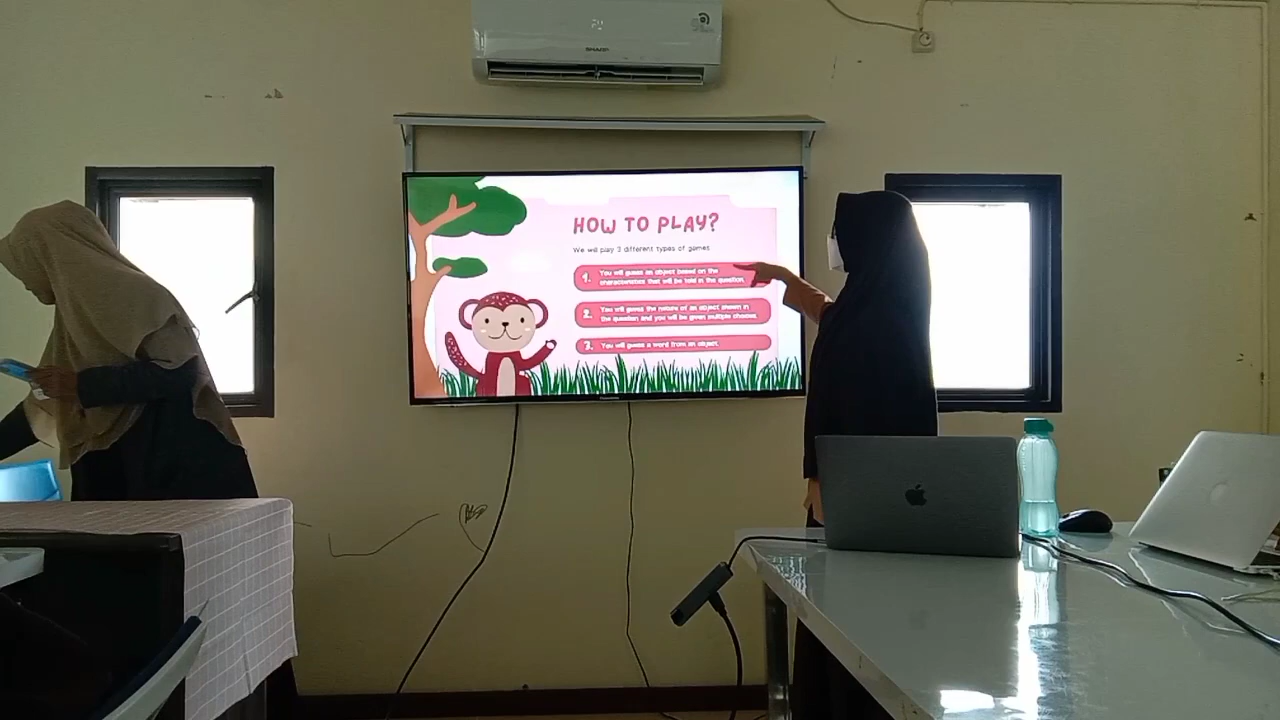 SHARP
HOW TO PLAY?
We will play 3 different types of games
1. You will guess an object based on the
characteristics that will be told in the question.
2. You will guess the nature of an object shown in
the question and you will be given multiple choices.
3. You will guess a word from an object.